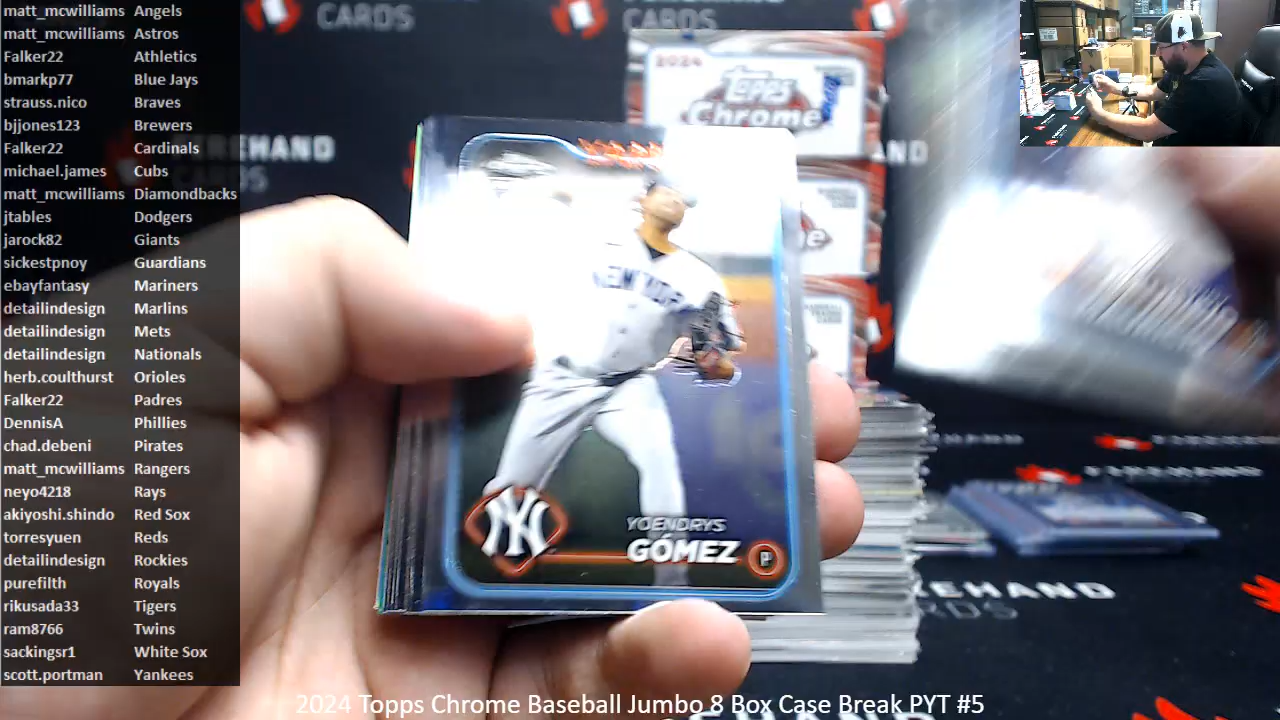 matt_mcwilliams Angels
matt_mcwilliams Astros
Falker22 Athletics
bmarkp77 Blue Jays
strauss.nico Braves
bjjones123 Brewers
Falker22 Cardinals
michael.james Cubs
matt_mcwilliams Diamondbacks
jtables Dodgers
jarock82 Giants
sickestpnoy Guardians
ebayfantasy Mariners
detailindesign Marlins
detailindesign Mets
detailindesign Nationals
herb.coulthurst Orioles
Falker22 Padres
DennisA Phillies
chad.debeni Pirates
matt_mcwilliams Rangers
neyo4218 Rays
akiyoshi.shindo Red Sox
torresyuen Reds
detailindesign Rockies
purefilth Royals
rikusada33 Tigers
ram8766 Twins
sackingsr1 White Sox
scott.portman Yankees
CARDS
2024
Topps
Chrome
NEW YORK
NY
YOENDRYS
GÓMEZ
P
2024 Topps Chrome Baseball Jumbo 8 Box Case Break PYT #5